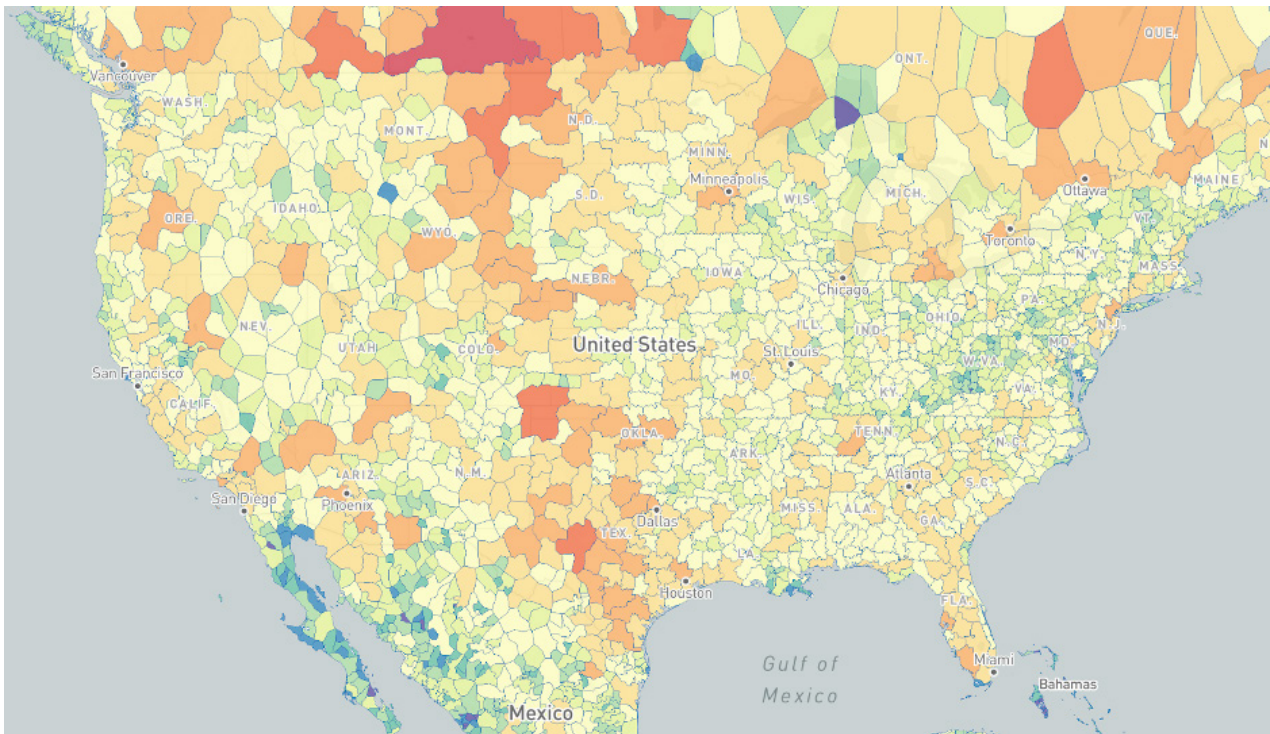 QUE.
ONT.
Vancouver
WASH.
MONT.
N.D.
MINN.
Minneapolis
MICH.
WIS.
MAINE
Ottawa
S.D.
IDAHO
ORE.
WYO.
VT.
Toronto
N.Y.
MASS.
NEBR.
IOWA
Chicago
PA.
NEV.
UTAH
COLO.
United States
ILL.
IND.
OHIO
N.J.
MD.
St. Louis
W.VA.
San Francisco
CALIF.
MO.
KY.
VA.
OKLA.
TENN.
N.C.
ARK.
ARIZ.
N.M.
Atlanta
S.C.
San Diego
Phoenix
Dallas
MISS.
ALA.
GA.
TEX.
LA.
Houston
FLA.
Miami
Gulf of
Mexico
Bahamas
Mexico